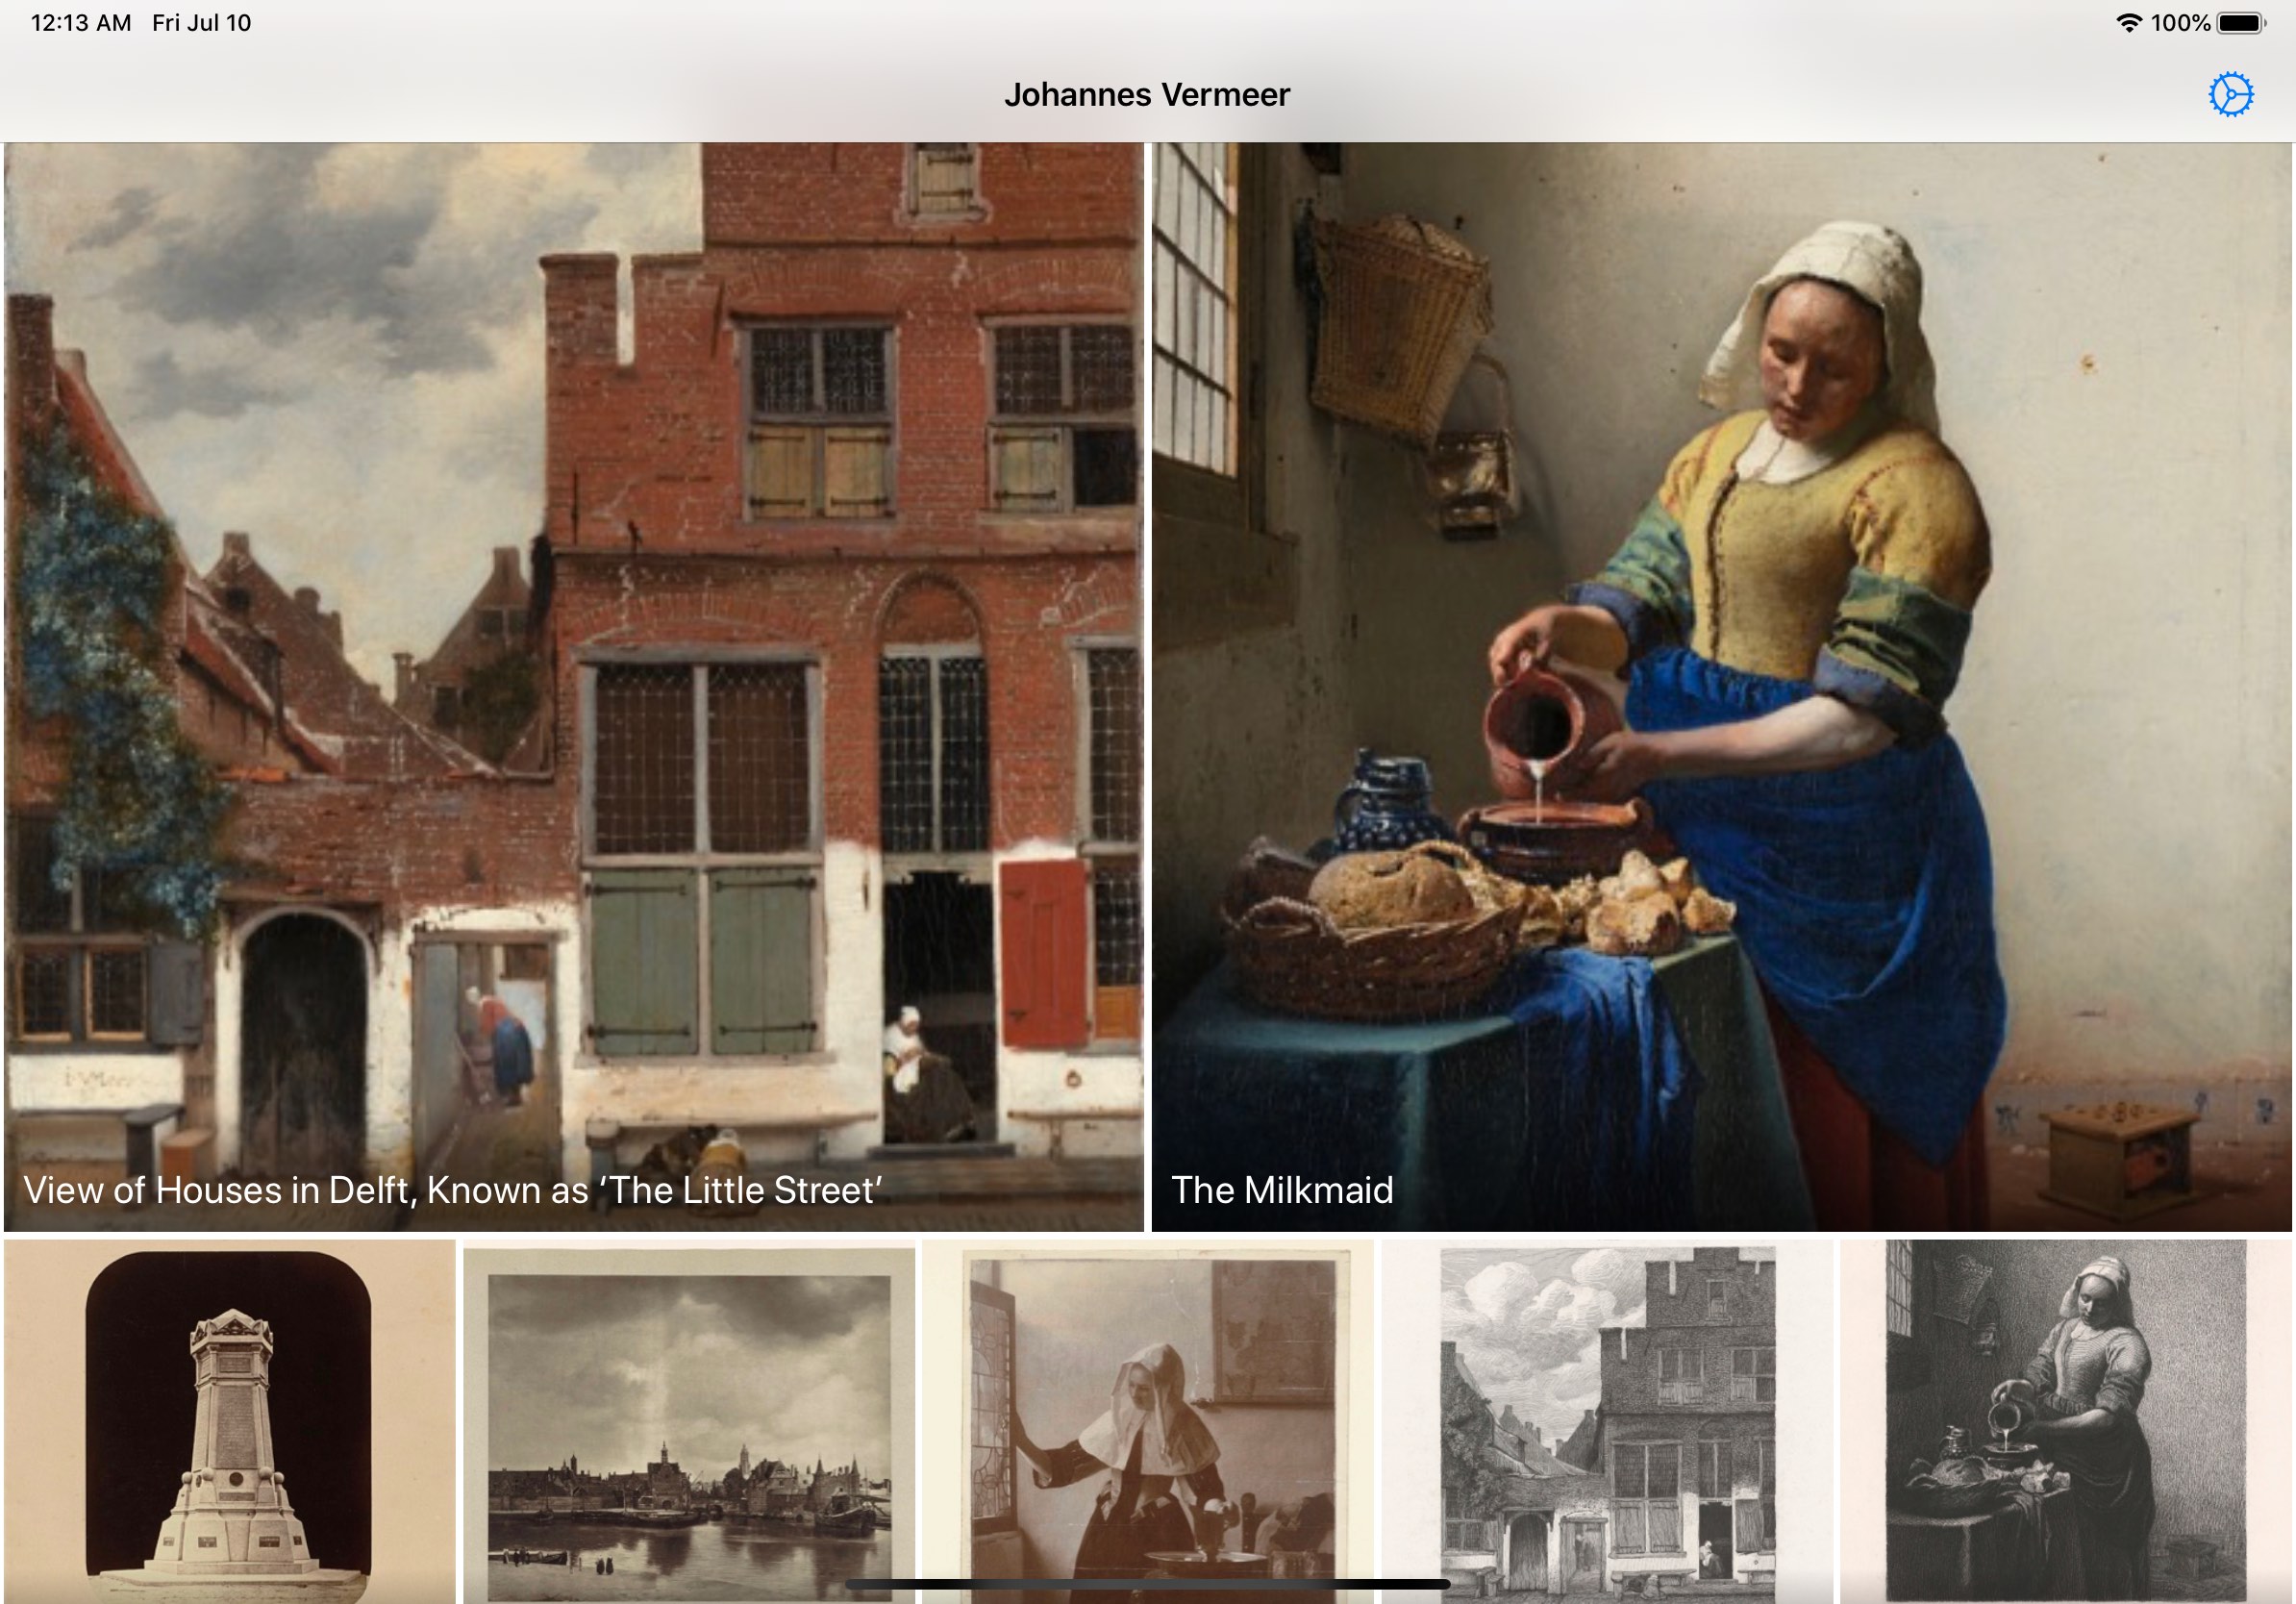 12:13 AM Fri Jul 10
100%
Johannes Vermeer
View of Houses in Delft, Known as ‘The Little Street’
The Milkmaid